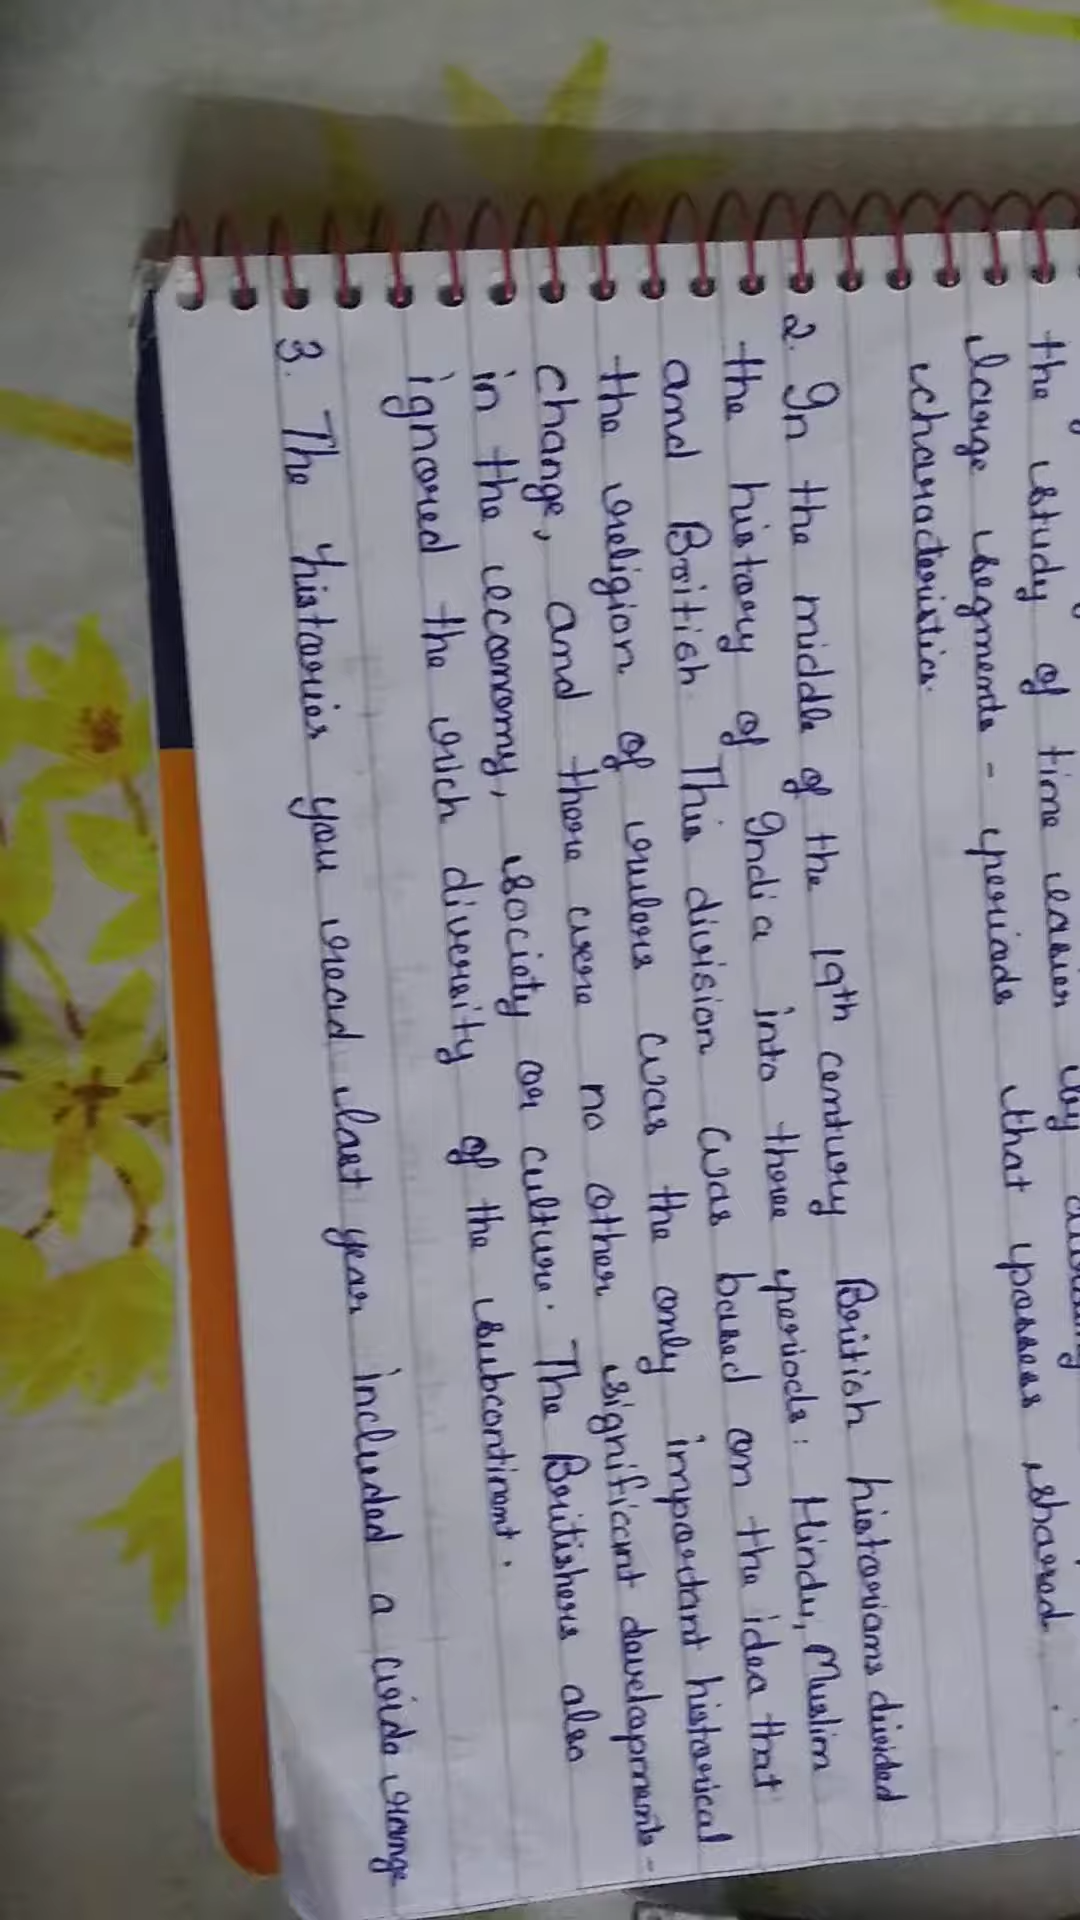 the study of time easier by
large segments - periods that posses shared
characteristics.
2. In the middle of the 19th century British historians divided
the history of India into three periods: Hindu, Muslim
and British. This division was based on the idea that
the religion of rulers was the only important historical
change, and there were no other significant developments -
in the economy, society or culture. The Britishers also
ignored the rich diversity of the subcontinent.
3. The histories you read last year included a wide range